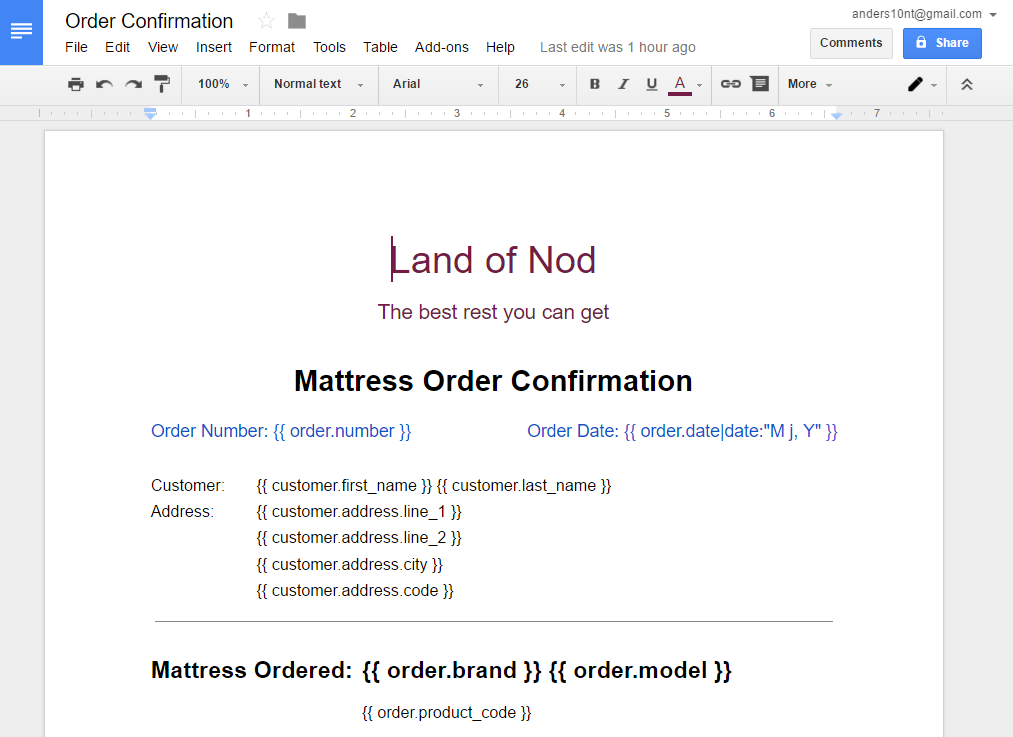 Order Confirmation
anders10nt@gmail.com
File Edit View Insert Format Tools Table Add-ons Help Last edit was 1 hour ago
Comments Share
100% Normal text Arial 26 B I U A More
1 2 3 4 5 6 7
Land of Nod
The best rest you can get
Mattress Order Confirmation
Order Number: {{ order.number }} Order Date: {{ order.date|date:"M j, Y" }}
Customer: {{ customer.first_name }} {{ customer.last_name }}
Address: {{ customer.address.line_1 }}
{{ customer.address.line_2 }}
{{ customer.address.city }}
{{ customer.address.code }}
Mattress Ordered: {{ order.brand }} {{ order.model }}
{{ order.product_code }}